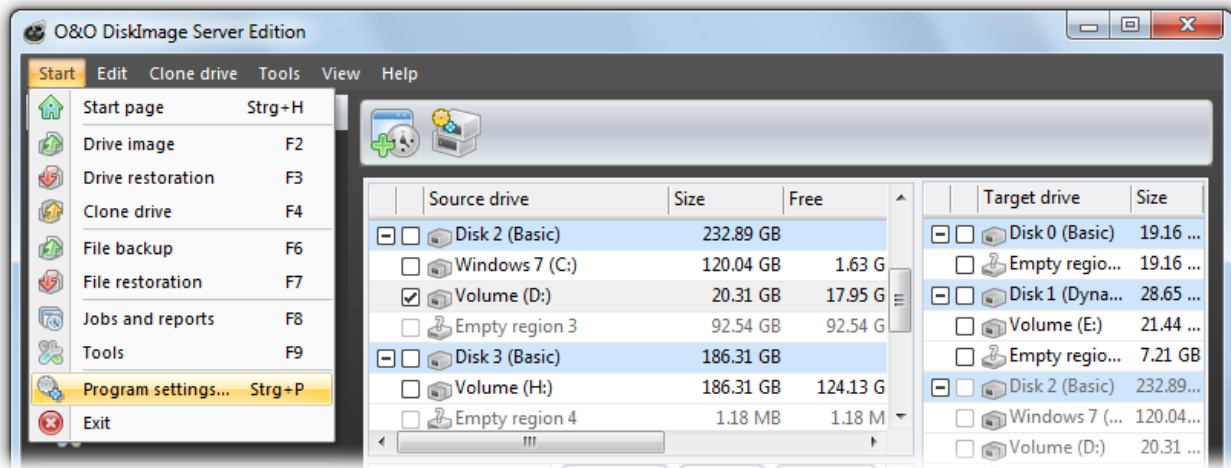 O&O DiskImage Server Edition
Start Edit Clone drive Tools View Help
Start page Strg+H
Drive image F2
Drive restoration F3
Clone drive F4
File backup F6
File restoration F7
Jobs and reports F8
Tools F9
Program settings... Strg+P
Exit
Source drive Size Free
Disk 2 (Basic) 232.89 GB
Windows 7 (C:) 120.04 GB 1.63 G
Volume (D:) 20.31 GB 17.95 G
Empty region 3 92.54 GB 92.54 G
Disk 3 (Basic) 186.31 GB
Volume (H:) 186.31 GB 124.13 G
Empty region 4 1.18 MB 1.18 M
Target drive Size
Disk 0 (Basic) 19.16 ...
Empty regio... 19.16 ...
Disk 1 (Dyna... 28.65 ...
Volume (E:) 21.44 ...
Empty regio... 7.21 GB
Disk 2 (Basic) 232.89...
Windows 7 (... 120.04...
Volume (D:) 20.31 ...